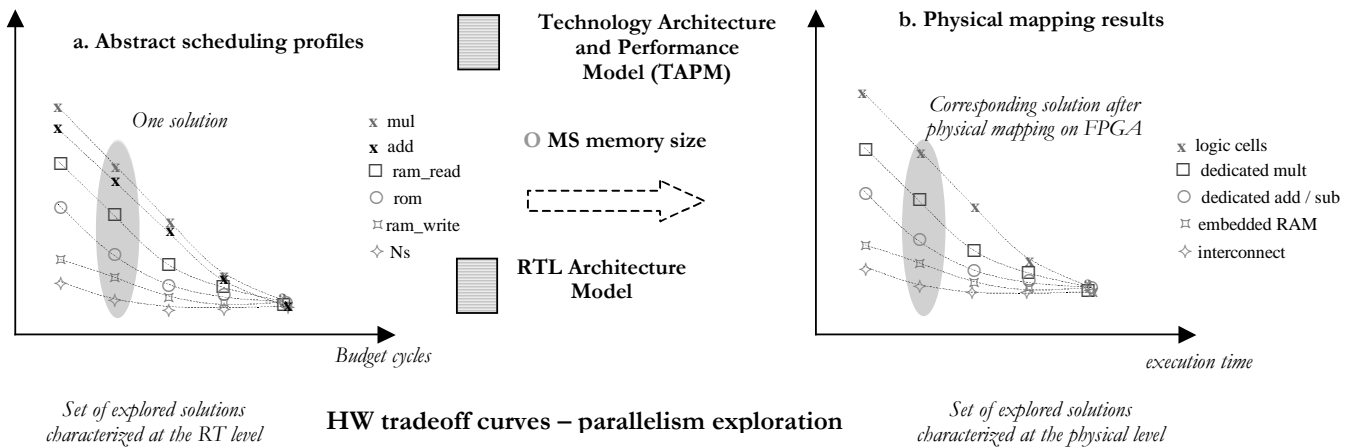 a. Abstract scheduling profiles
One solution
x mul
x add
ram_read
rom
ram_write
Ns
Budget cycles
Set of explored solutions
characterized at the RT level
Technology Architecture
and Performance
Model (TAPM)
O MS memory size
RTL Architecture
Model
HW tradeoff curves – parallelism exploration
b. Physical mapping results
Corresponding solution after
physical mapping on FPGA
x logic cells
dedicated mult
dedicated add / sub
embedded RAM
interconnect
execution time
Set of explored solutions
characterized at the physical level